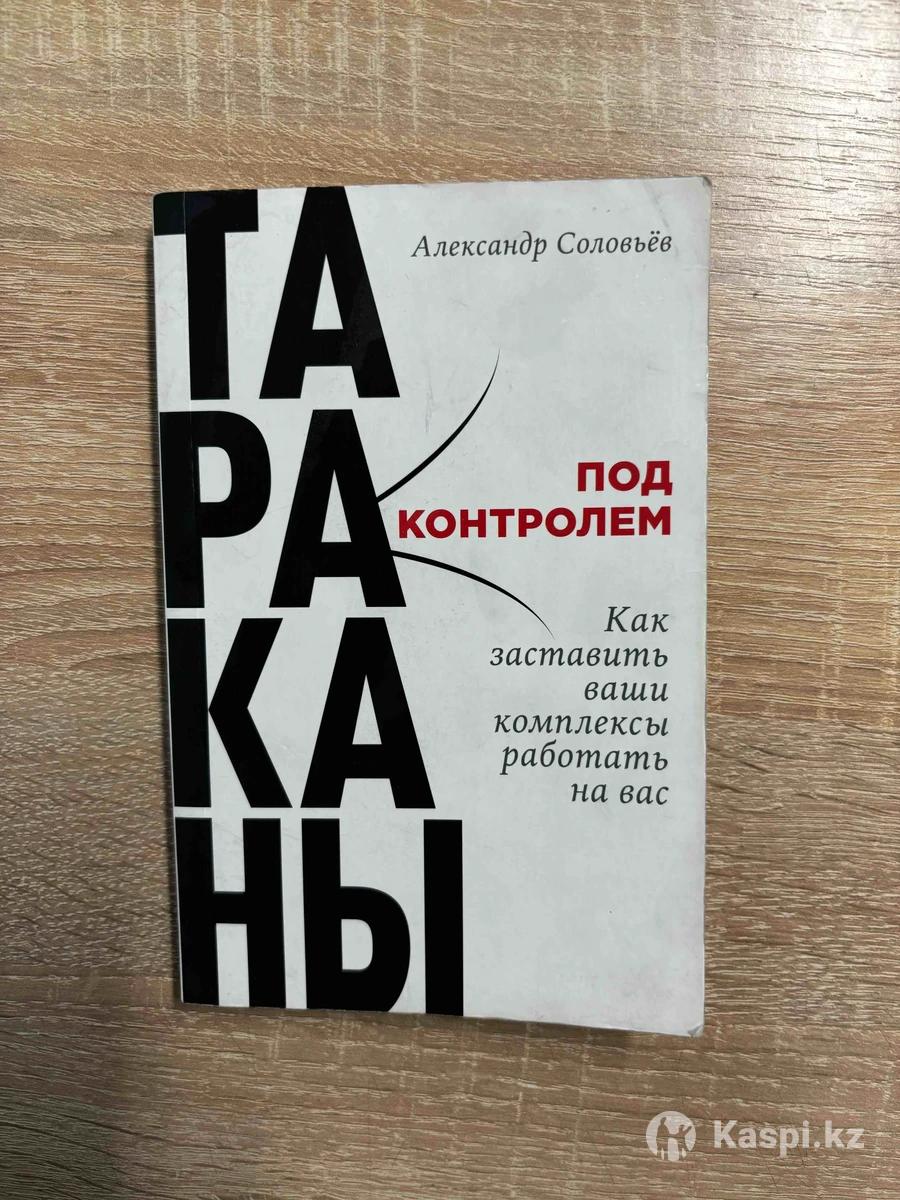 Александр Соловьёв
ТА
РА
КА
НЫ
ПОД
КОНТРОЛЕМ
Как
заставить
ваши
комплексы
работать
на вас
Kaspi.kz